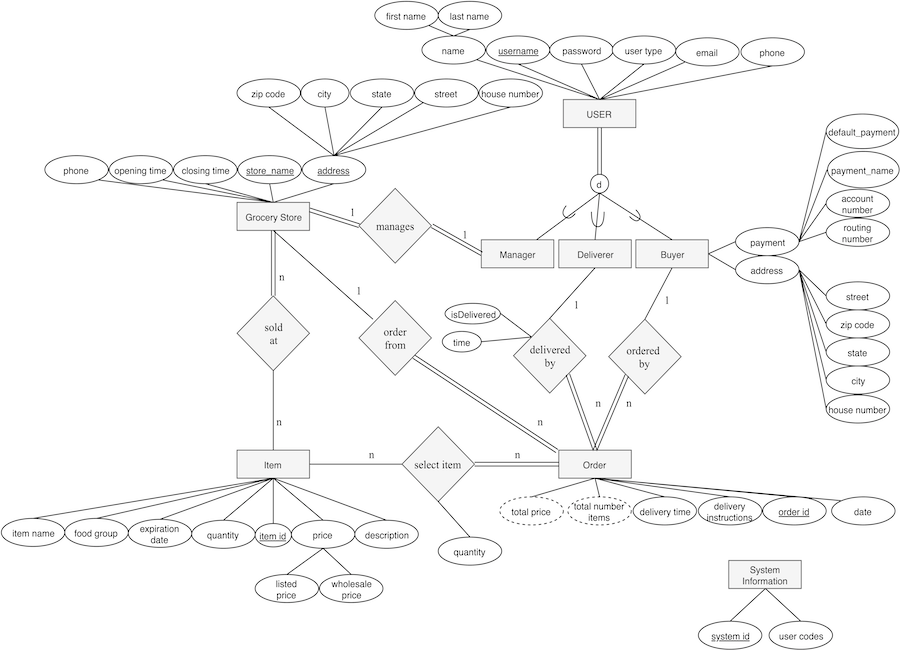 first name
last name
name
username
password
user type
email
phone
zip code
city
state
street
house number
USER
phone
opening time
closing time
store_name
address
default_payment
payment_name
account
number
routing
number
d
Grocery Store
1
manages
1
Manager
Deliverer
Buyer
payment
address
n
1
sold
at
order
from
isDelivered
time
1
delivered
by
1
ordered
by
street
zip code
state
city
house number
n
n
n
n
n
select item
n
Item
Order
item name
food group
expiration
date
quantity
item id
price
description
listed
price
wholesale
price
quantity
total price
total number
items
delivery time
delivery
instructions
order id
date
System
Information
system id
user codes